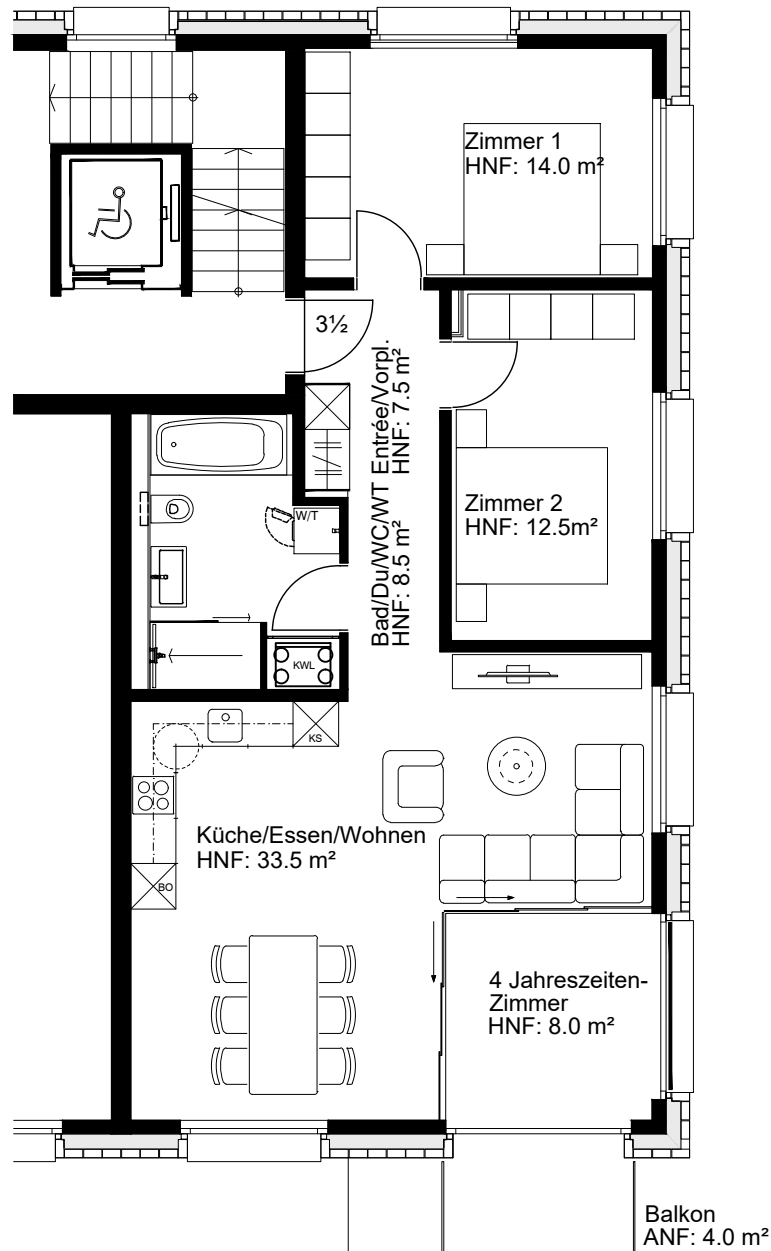 Zimmer 1
HNF: 14.0 m²
3½
Entrée/Vorpl.
HNF: 7.5 m²
Bad/Du/WC/WT
HNF: 8.5 m²
W/T
Zimmer 2
HNF: 12.5m²
KWL
KS
Küche/Essen/Wohnen
HNF: 33.5 m²
BO
4 Jahreszeiten-
Zimmer
HNF: 8.0 m²
Balkon
ANF: 4.0 m²